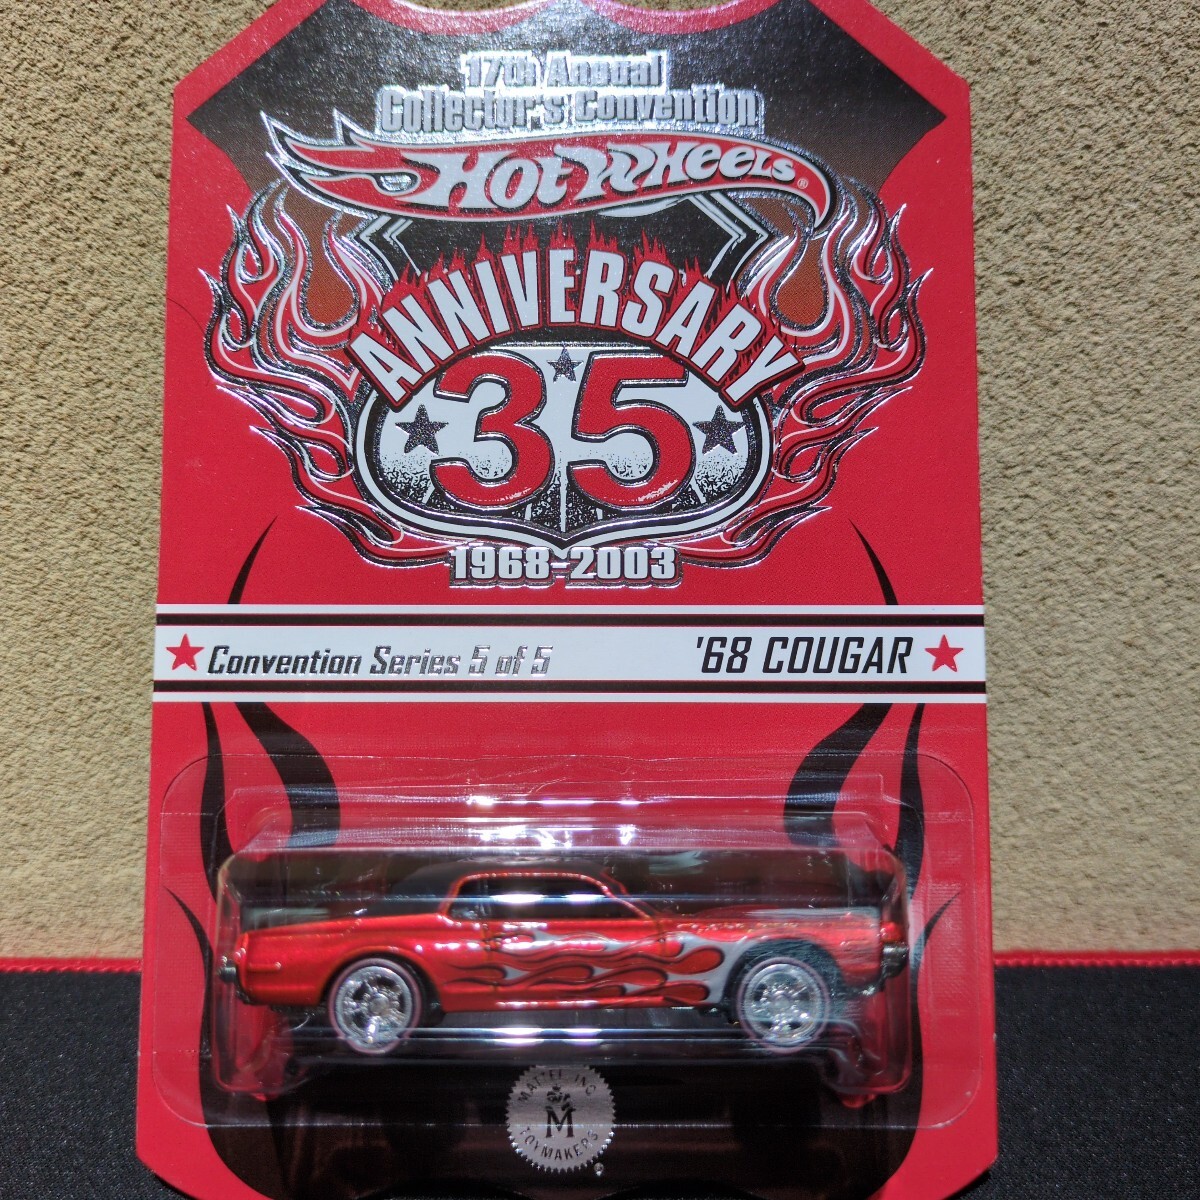 17th Annual
Collector's Convention
Hot Wheels®
ANNIVERSARY
35
1968-2003
Convention Series 5 of 5
'68 COUGAR
MATTEL, INC.
M
TOYMAKERS